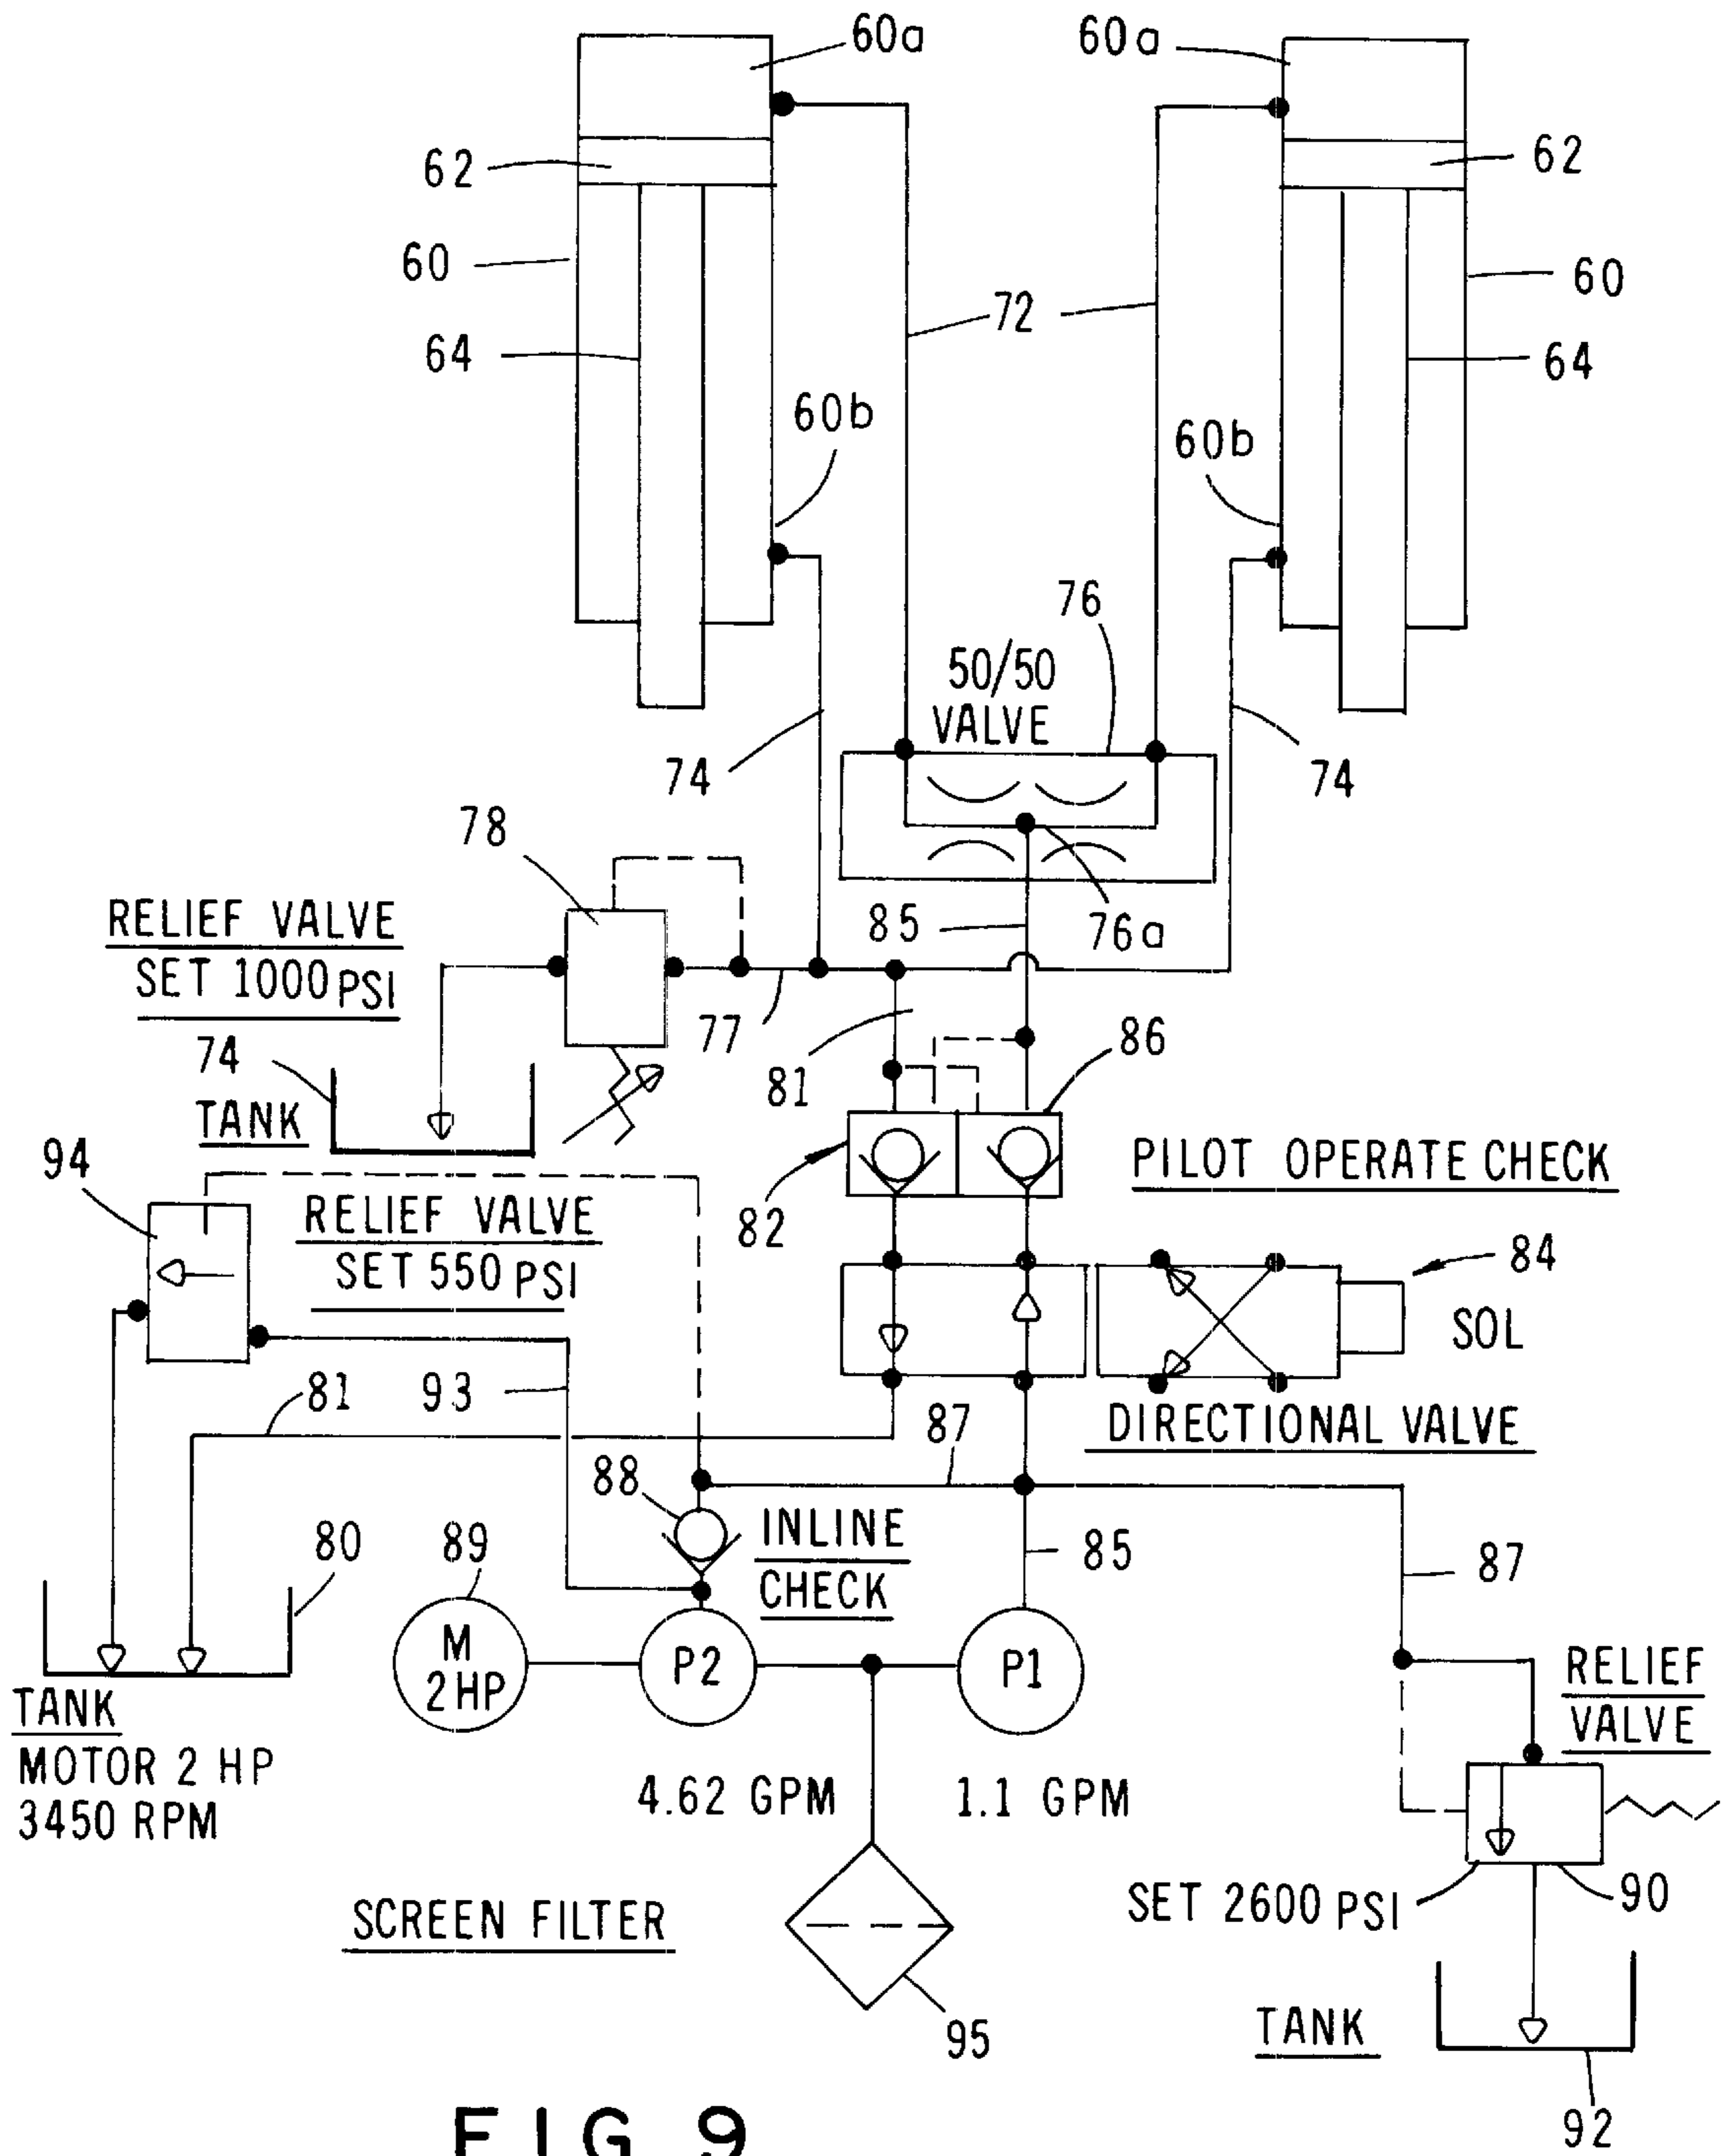 60a
60a
62
62
60
60
72
64
64
60b
60b
76
50/50
VALVE
74
74
78
RELIEF VALVE
SET 1000 PSI
85
76a
77
74
81
86
TANK
94
PILOT OPERATE CHECK
82
RELIEF VALVE
SET 550 PSI
84
SOL
81
93
87
DIRECTIONAL VALVE
88
INLINE
CHECK
80
89
85
87
M
2 HP
P2
P1
RELIEF
VALVE
TANK
MOTOR 2 HP
3450 RPM
4.62 GPM
1.1 GPM
SET 2600 PSI
90
SCREEN FILTER
95
TANK
92
FIG 9